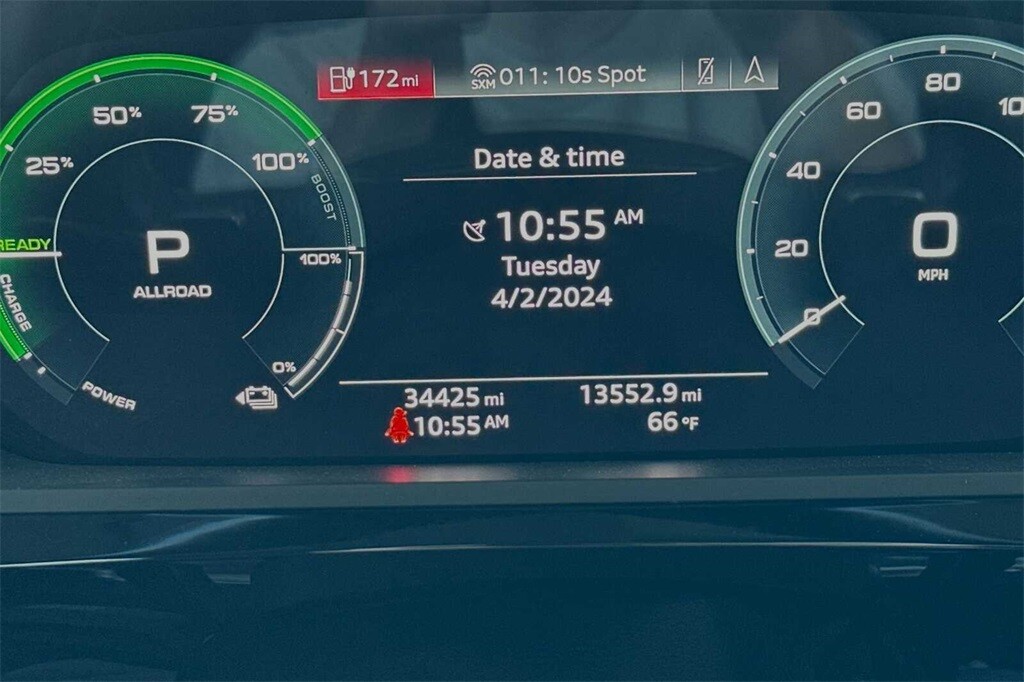 172 mi
SXM 011: 10s Spot
25%
50%
75%
100%
BOOST
READY
CHARGE
POWER
P
ALLROAD
100%
0%
Date & time
10:55 AM
Tuesday
4/2/2024
34425 mi
13552.9 mi
10:55 AM
66 °F
0
20
40
60
80
0
MPH